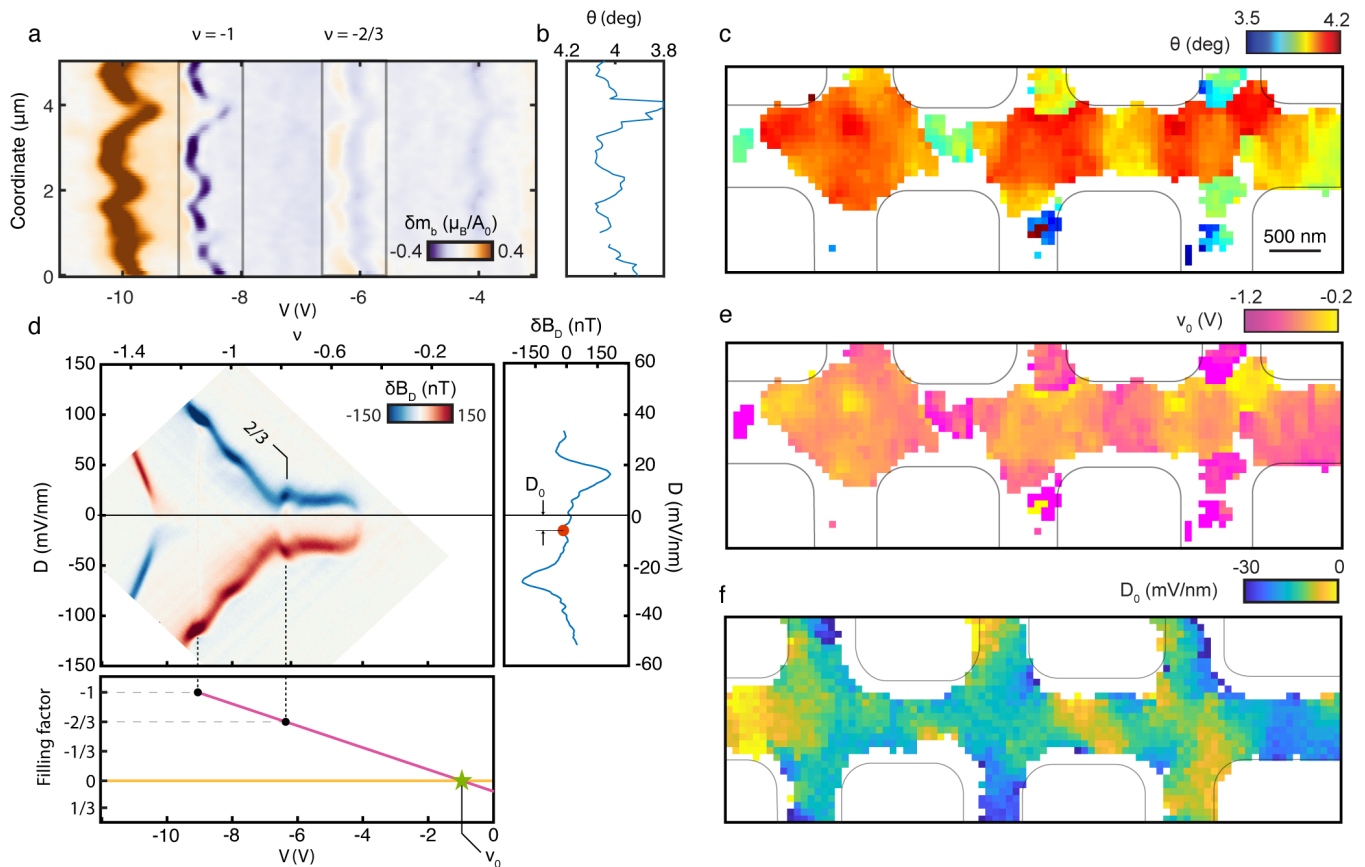 a
ν = -1
ν = -2/3
Coordinate (μm)
4
2
0
δm_b (μ_B/A_0)
-0.4
0.4
-10
-8
-6
-4
V (V)
b
θ (deg)
4.2
4
3.8
c
3.5
4.2
θ (deg)
500 nm
d
ν
-1.4
-1
-0.6
-0.2
D (mV/nm)
150
100
50
0
-50
-100
-150
δB_D (nT)
-150
150
2/3
δB_D (nT)
-150
0
150
60
40
20
0
-20
-40
-60
D (mV/nm)
D_0
Filling factor
-1
-2/3
-1/3
0
1/3
-12
-10
-8
-6
-4
-2
0
V (V)
v_0
e
-1.2
-0.2
v_0 (V)
f
-30
0
D_0 (mV/nm)